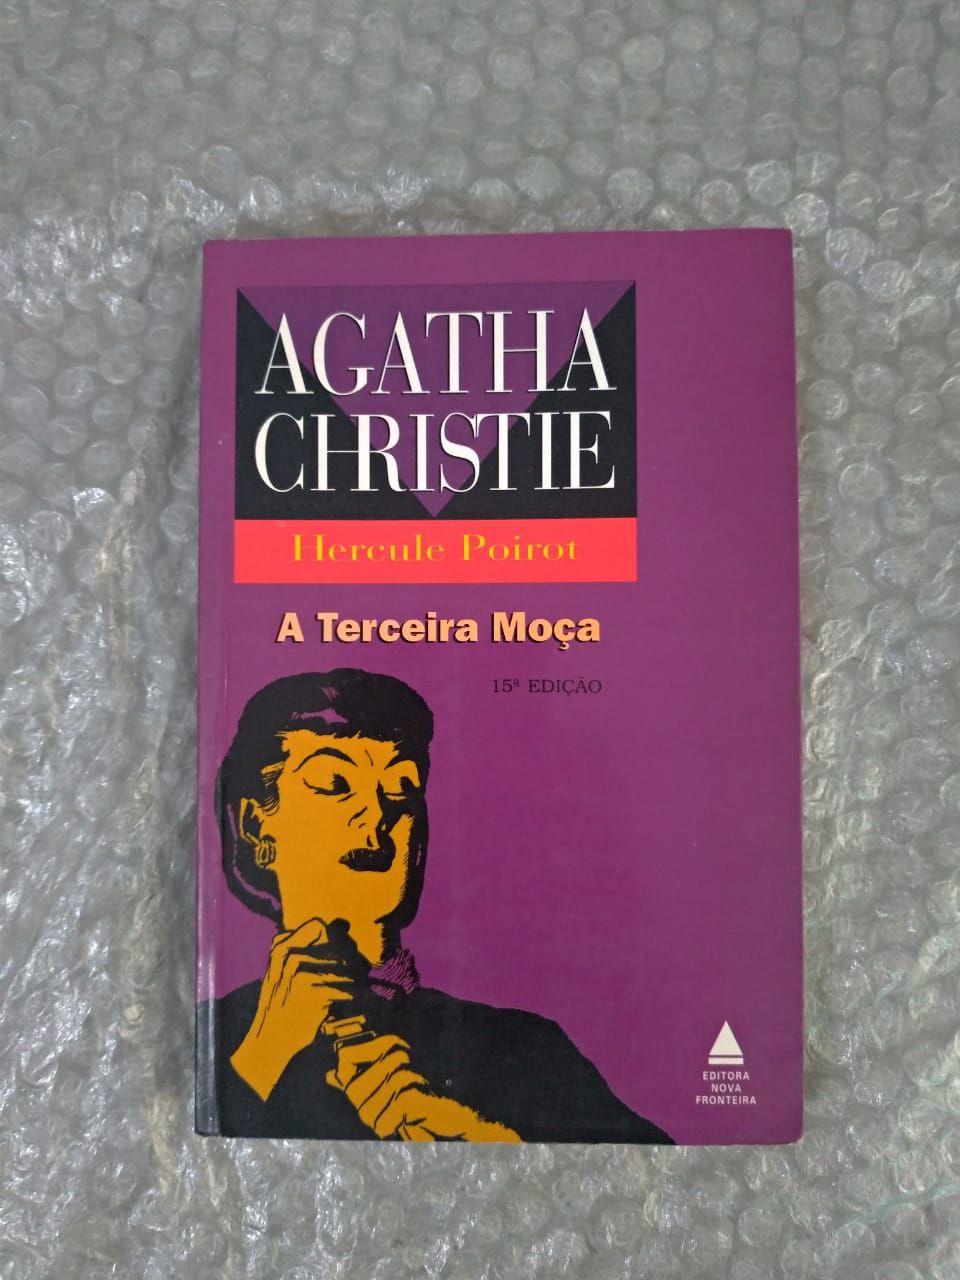 AGATHA
CHRISTIE
Hercule Poirot
A Terceira Moça
15ª EDIÇÃO
EDITORA
NOVA
FRONTEIRA